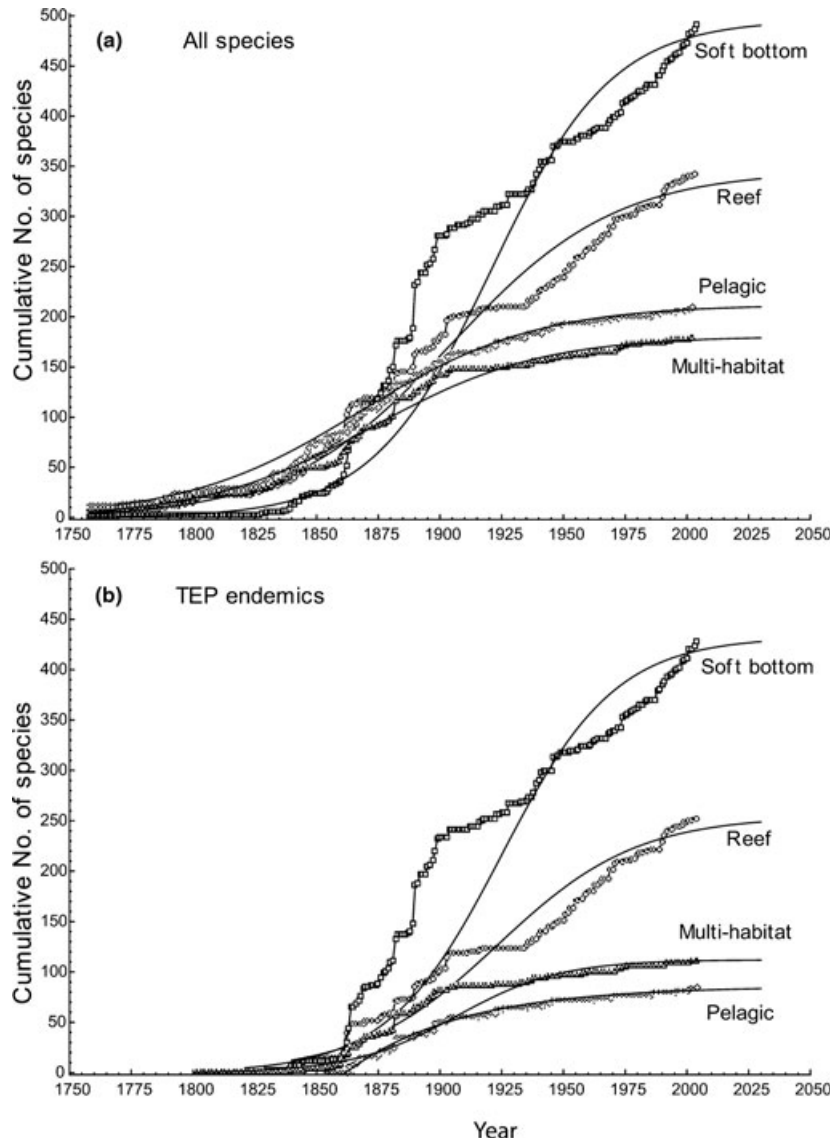 500
(a) All species
450
Soft bottom
400
350
Reef
300
250
Pelagic
200
150
Multi-habitat
100
50
0
1750 1775 1800 1825 1850 1875 1900 1925 1950 1975 2000 2025 2050
Cumulative No. of species
500
(b) TEP endemics
450
Soft bottom
400
350
300
250
Reef
200
150
Multi-habitat
100
Pelagic
50
0
1750 1775 1800 1825 1850 1875 1900 1925 1950 1975 2000 2025 2050
Cumulative No. of species
Year